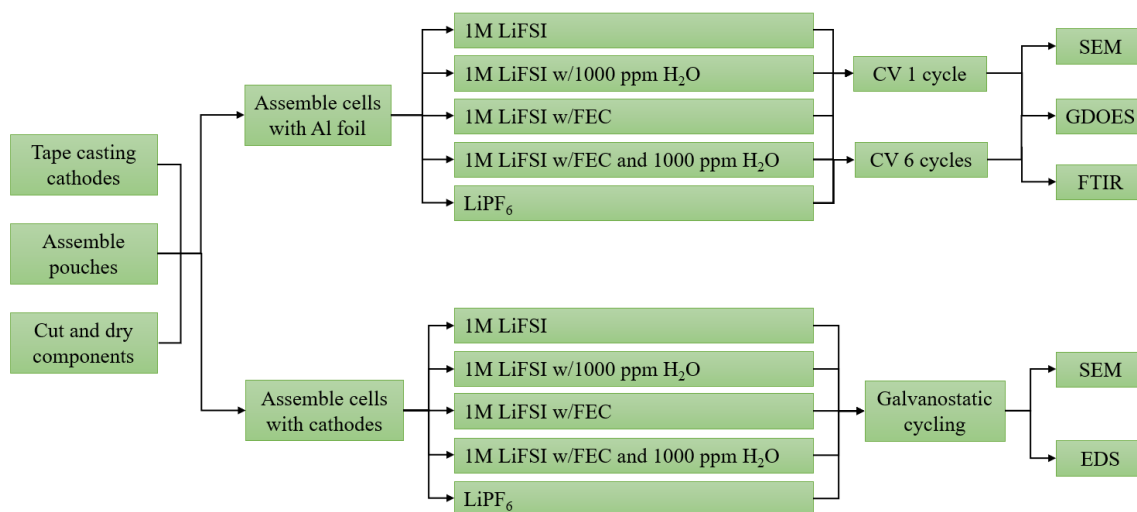 Tape casting
cathodes
Assemble
pouches
Cut and dry
components
Assemble cells
with Al foil
1M LiFSI
1M LiFSI w/1000 ppm H₂O
1M LiFSI w/FEC
1M LiFSI w/FEC and 1000 ppm H₂O
LiPF₆
CV 1 cycle
CV 6 cycles
SEM
GDOES
FTIR
Assemble cells
with cathodes
1M LiFSI
1M LiFSI w/1000 ppm H₂O
1M LiFSI w/FEC
1M LiFSI w/FEC and 1000 ppm H₂O
LiPF₆
Galvanostatic
cycling
SEM
EDS